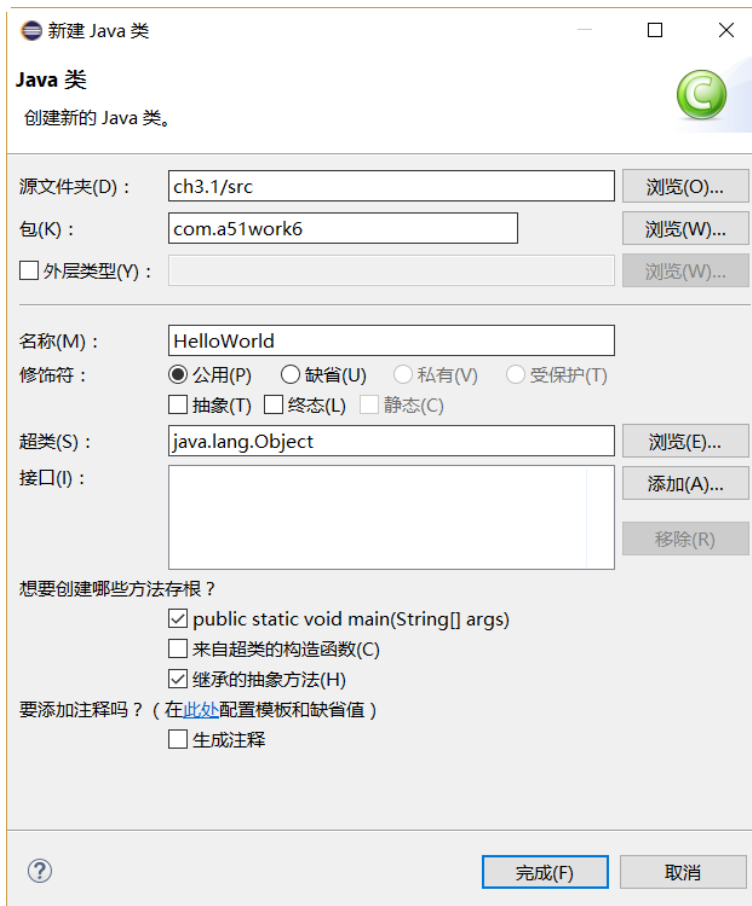 新建 Java 类
Java 类
创建新的 Java 类。
源文件夹(D)： ch3.1/src 浏览(O)...
包(K)： com.a51work6 浏览(W)...
外层类型(Y)： 浏览(W)...
名称(M)： HelloWorld
修饰符： 公用(P) 缺省(U) 私有(V) 受保护(T)
抽象(T) 终态(L) 静态(C)
超类(S)： java.lang.Object 浏览(E)...
接口(I)： 添加(A)...
移除(R)
想要创建哪些方法存根？
public static void main(String[] args)
来自超类的构造函数(C)
继承的抽象方法(H)
要添加注释吗？（在此处配置模板和缺省值）
生成注释
完成(F) 取消